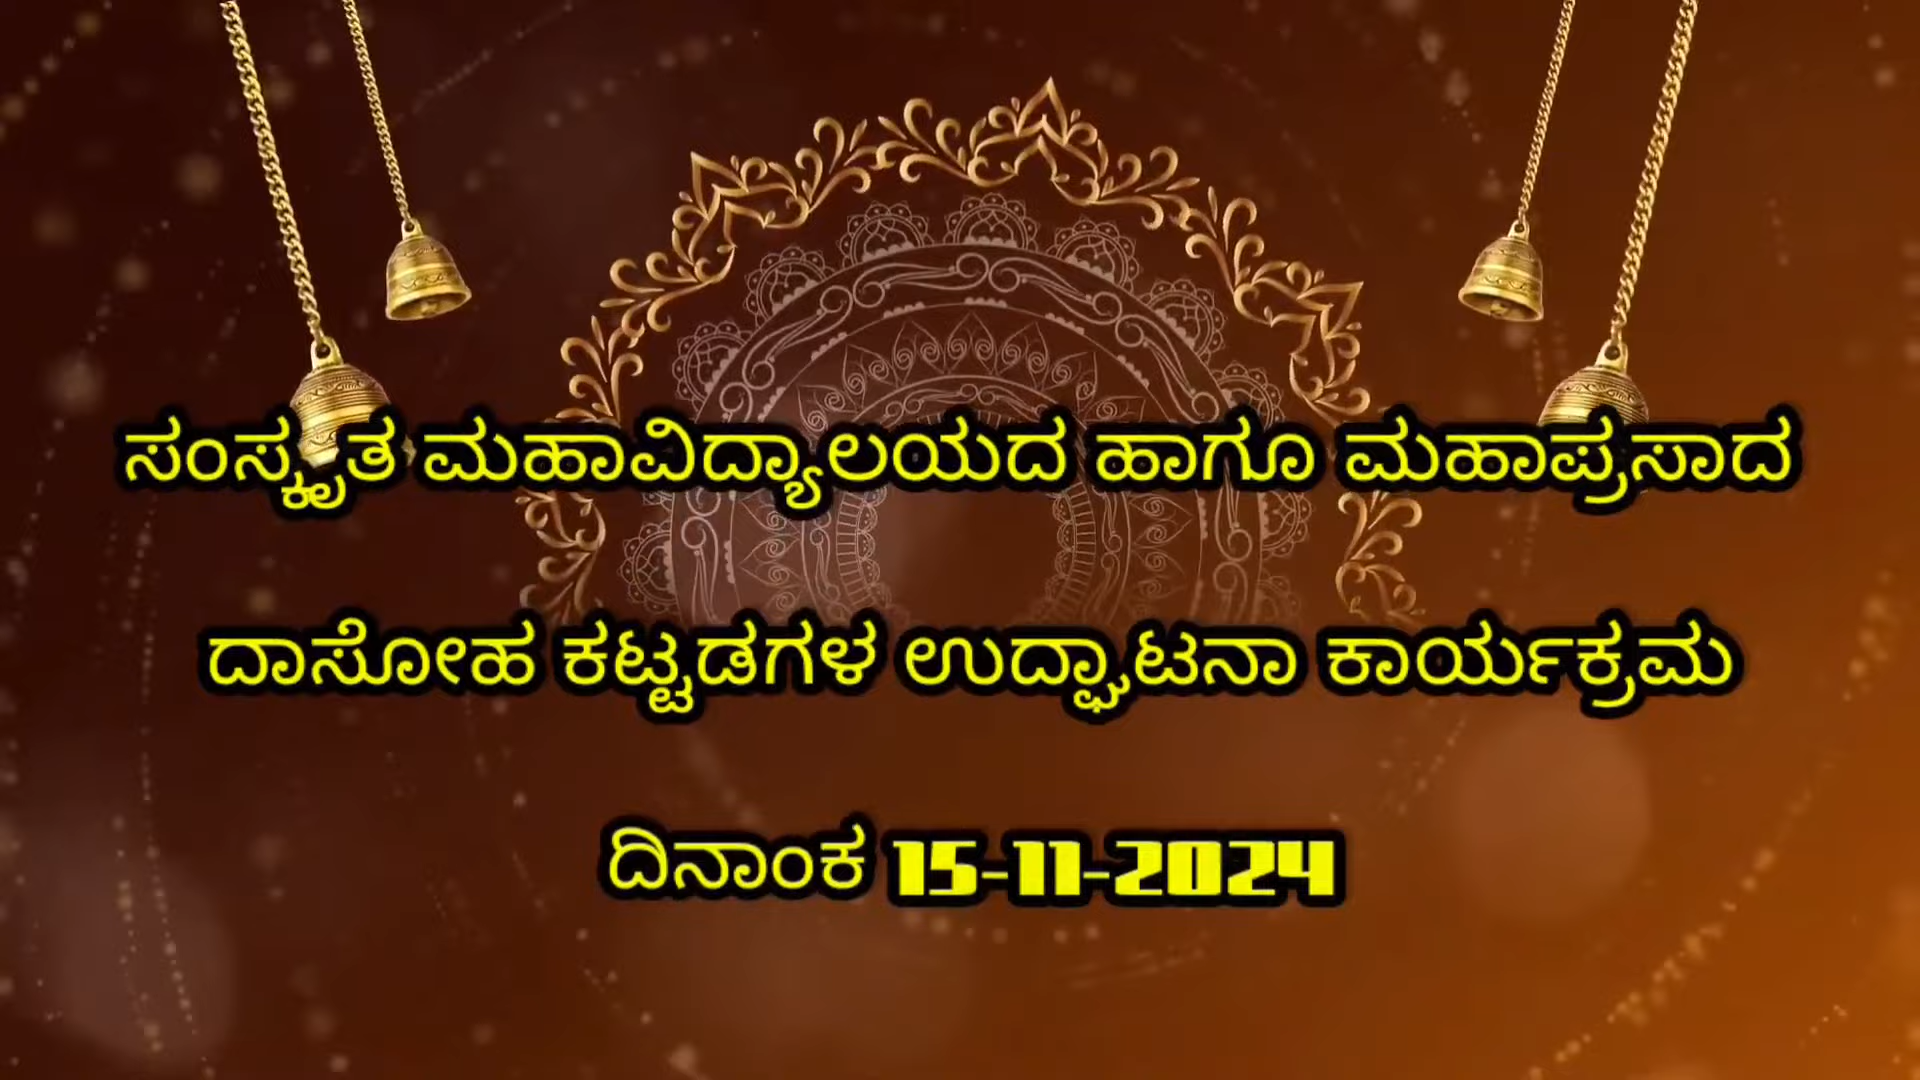 ಸಂಸ್ಕೃತ ಮಹಾವಿದ್ಯಾಲಯದ ಹಾಗೂ ಮಹಾಪ್ರಸಾದ
ದಾಸೋಹ ಕಟ್ಟಡಗಳ ಉದ್ಘಾಟನಾ ಕಾರ್ಯಕ್ರಮ
ದಿನಾಂಕ 15-11-2024